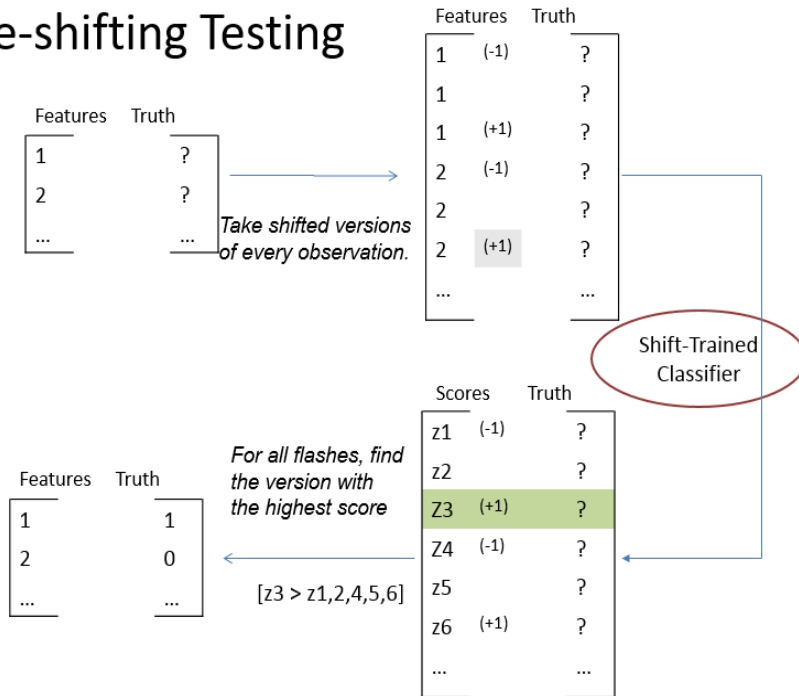 e-shifting Testing
Features Truth
1 ?
2 ?
... ...
Take shifted versions
of every observation.
Features Truth
1 (-1) ?
1 ?
1 (+1) ?
2 (-1) ?
2 ?
2 (+1) ?
... ...
Shift-Trained
Classifier
Scores Truth
z1 (-1) ?
z2 ?
Z3 (+1) ?
Z4 (-1) ?
z5 ?
z6 (+1) ?
... ...
For all flashes, find
the version with
the highest score
[z3 > z1,2,4,5,6]
Features Truth
1 1
2 0
... ...